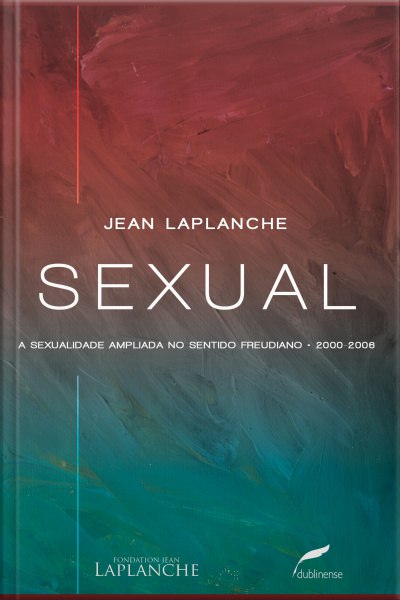 JEAN LAPLANCHE
SEXUAL
A SEXUALIDADE AMPLIADA NO SENTIDO FREUDIANO - 2000-2006
FONDATION JEAN
LAPLANCHE
dublinense